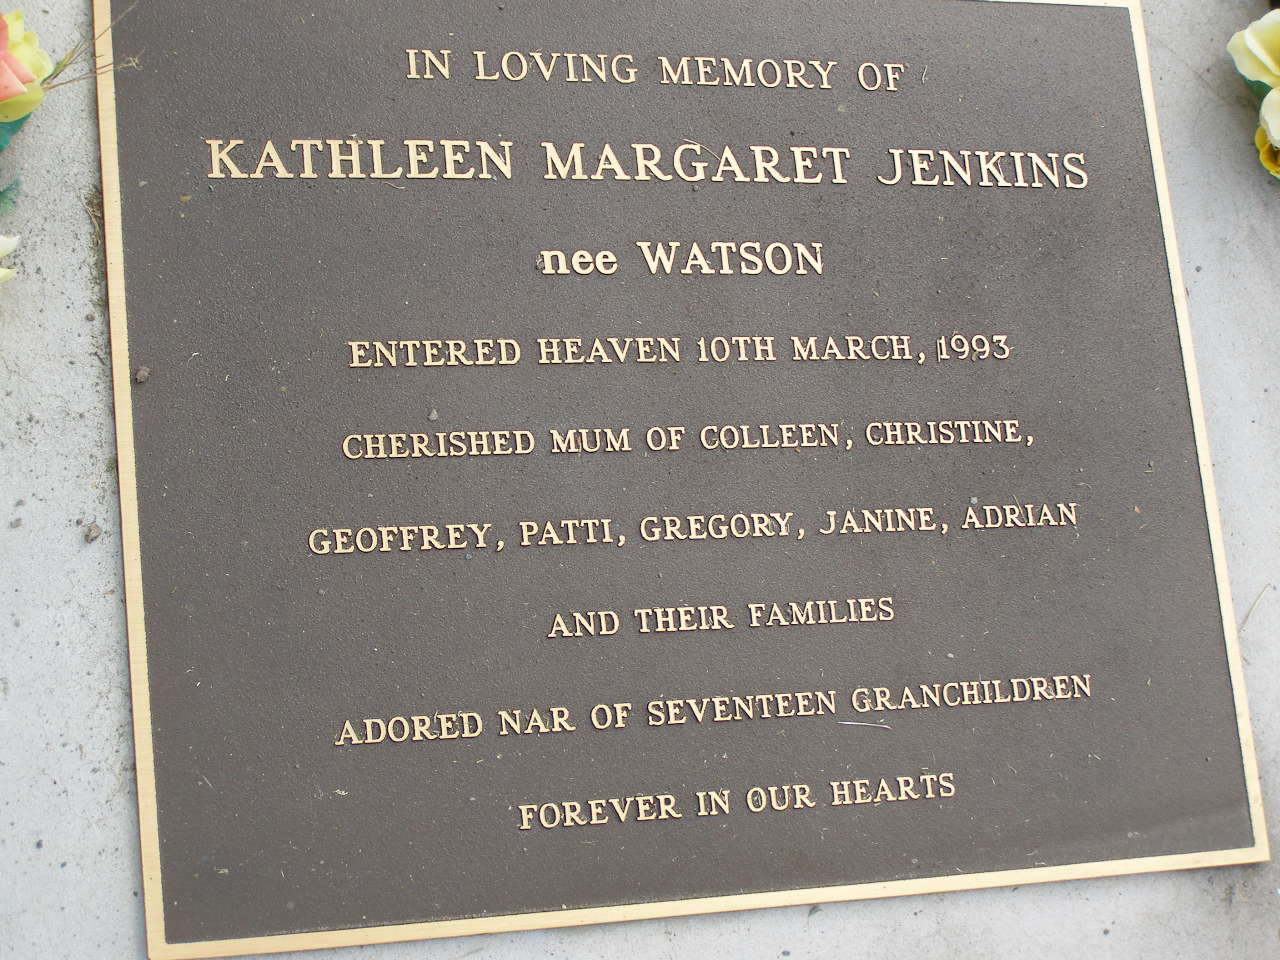 IN LOVING MEMORY OF
KATHLEEN MARGARET JENKINS
nee WATSON
ENTERED HEAVEN 10TH MARCH, 1993
CHERISHED MUM OF COLLEEN, CHRISTINE,
GEOFFREY, PATTI, GREGORY, JANINE, ADRIAN
AND THEIR FAMILIES
ADORED NAR OF SEVENTEEN GRANCHILDREN
FOREVER IN OUR HEARTS